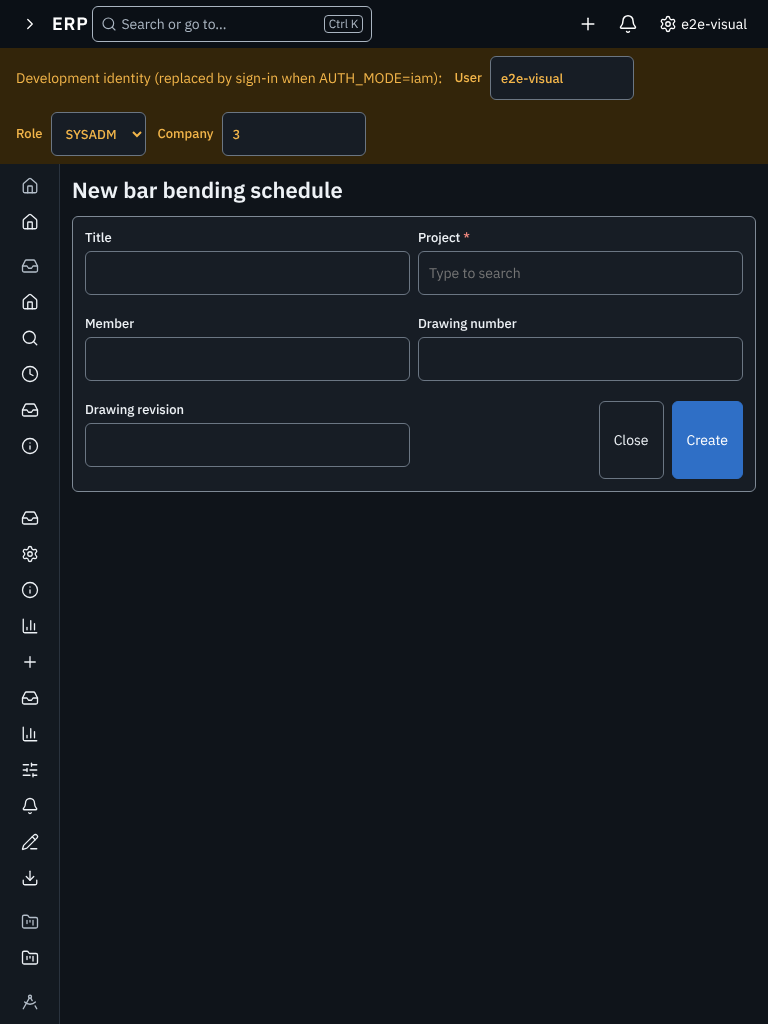 ERP Search or go to... Ctrl K e2e-visual
Development identity (replaced by sign-in when AUTH_MODE=iam): User e2e-visual
Role SYSADM Company 3
New bar bending schedule
Title Project *
Type to search
Member Drawing number
Drawing revision
Close Create